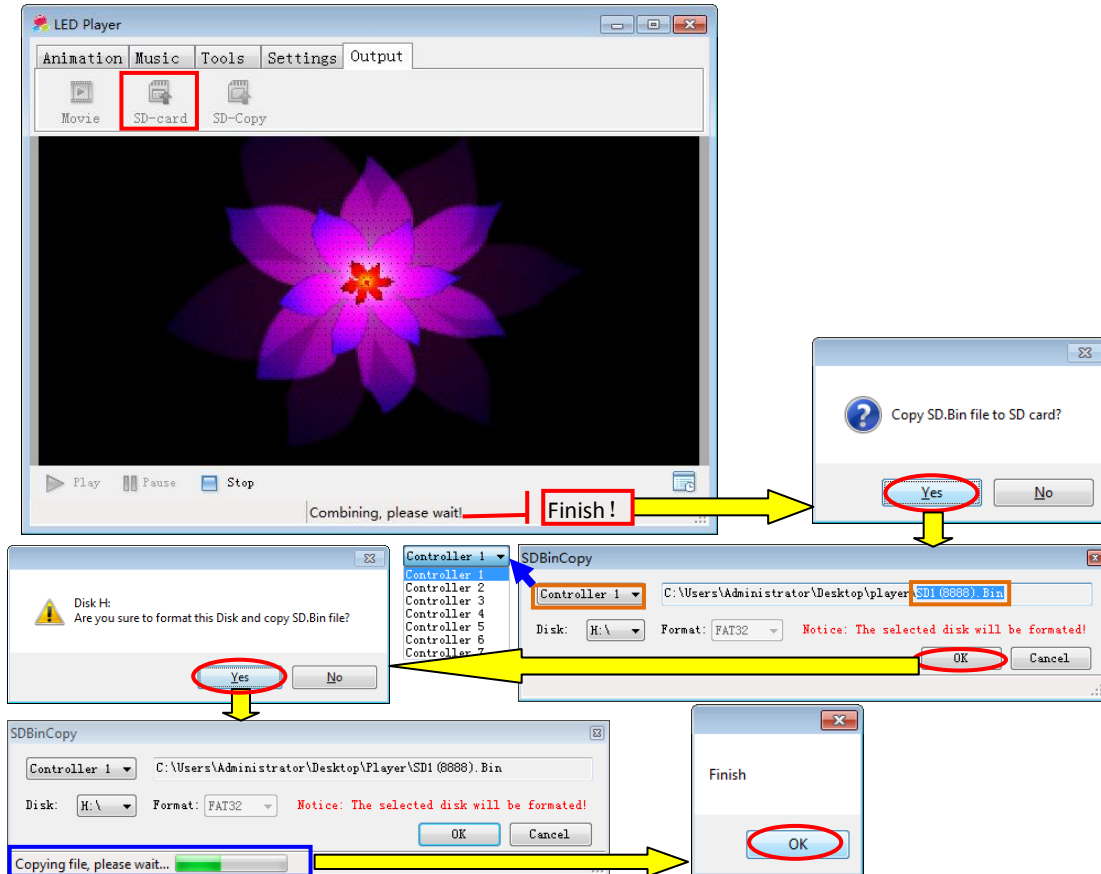 LED Player
Animation Music Tools Settings Output
Movie SD-card SD-Copy
Play Pause Stop
Combining, please wait! Finish!
Copy SD.Bin file to SD card?
Yes No
SDBinCopy
Controller 1 C:\Users\Administrator\Desktop\player\SD1(8888).Bin
Disk: H:\ Format: FAT32 Notice: The selected disk will be formated!
OK Cancel
Controller 1
Controller 1
Controller 2
Controller 3
Controller 4
Controller 5
Controller 6
Controller 7
Disk H:
Are you sure to format this Disk and copy SD.Bin file?
Yes No
SDBinCopy
Controller 1 C:\Users\Administrator\Desktop\Player\SD1(8888).Bin
Disk: H:\ Format: FAT32 Notice: The selected disk will be formated!
OK Cancel
Copying file, please wait...
Finish
OK